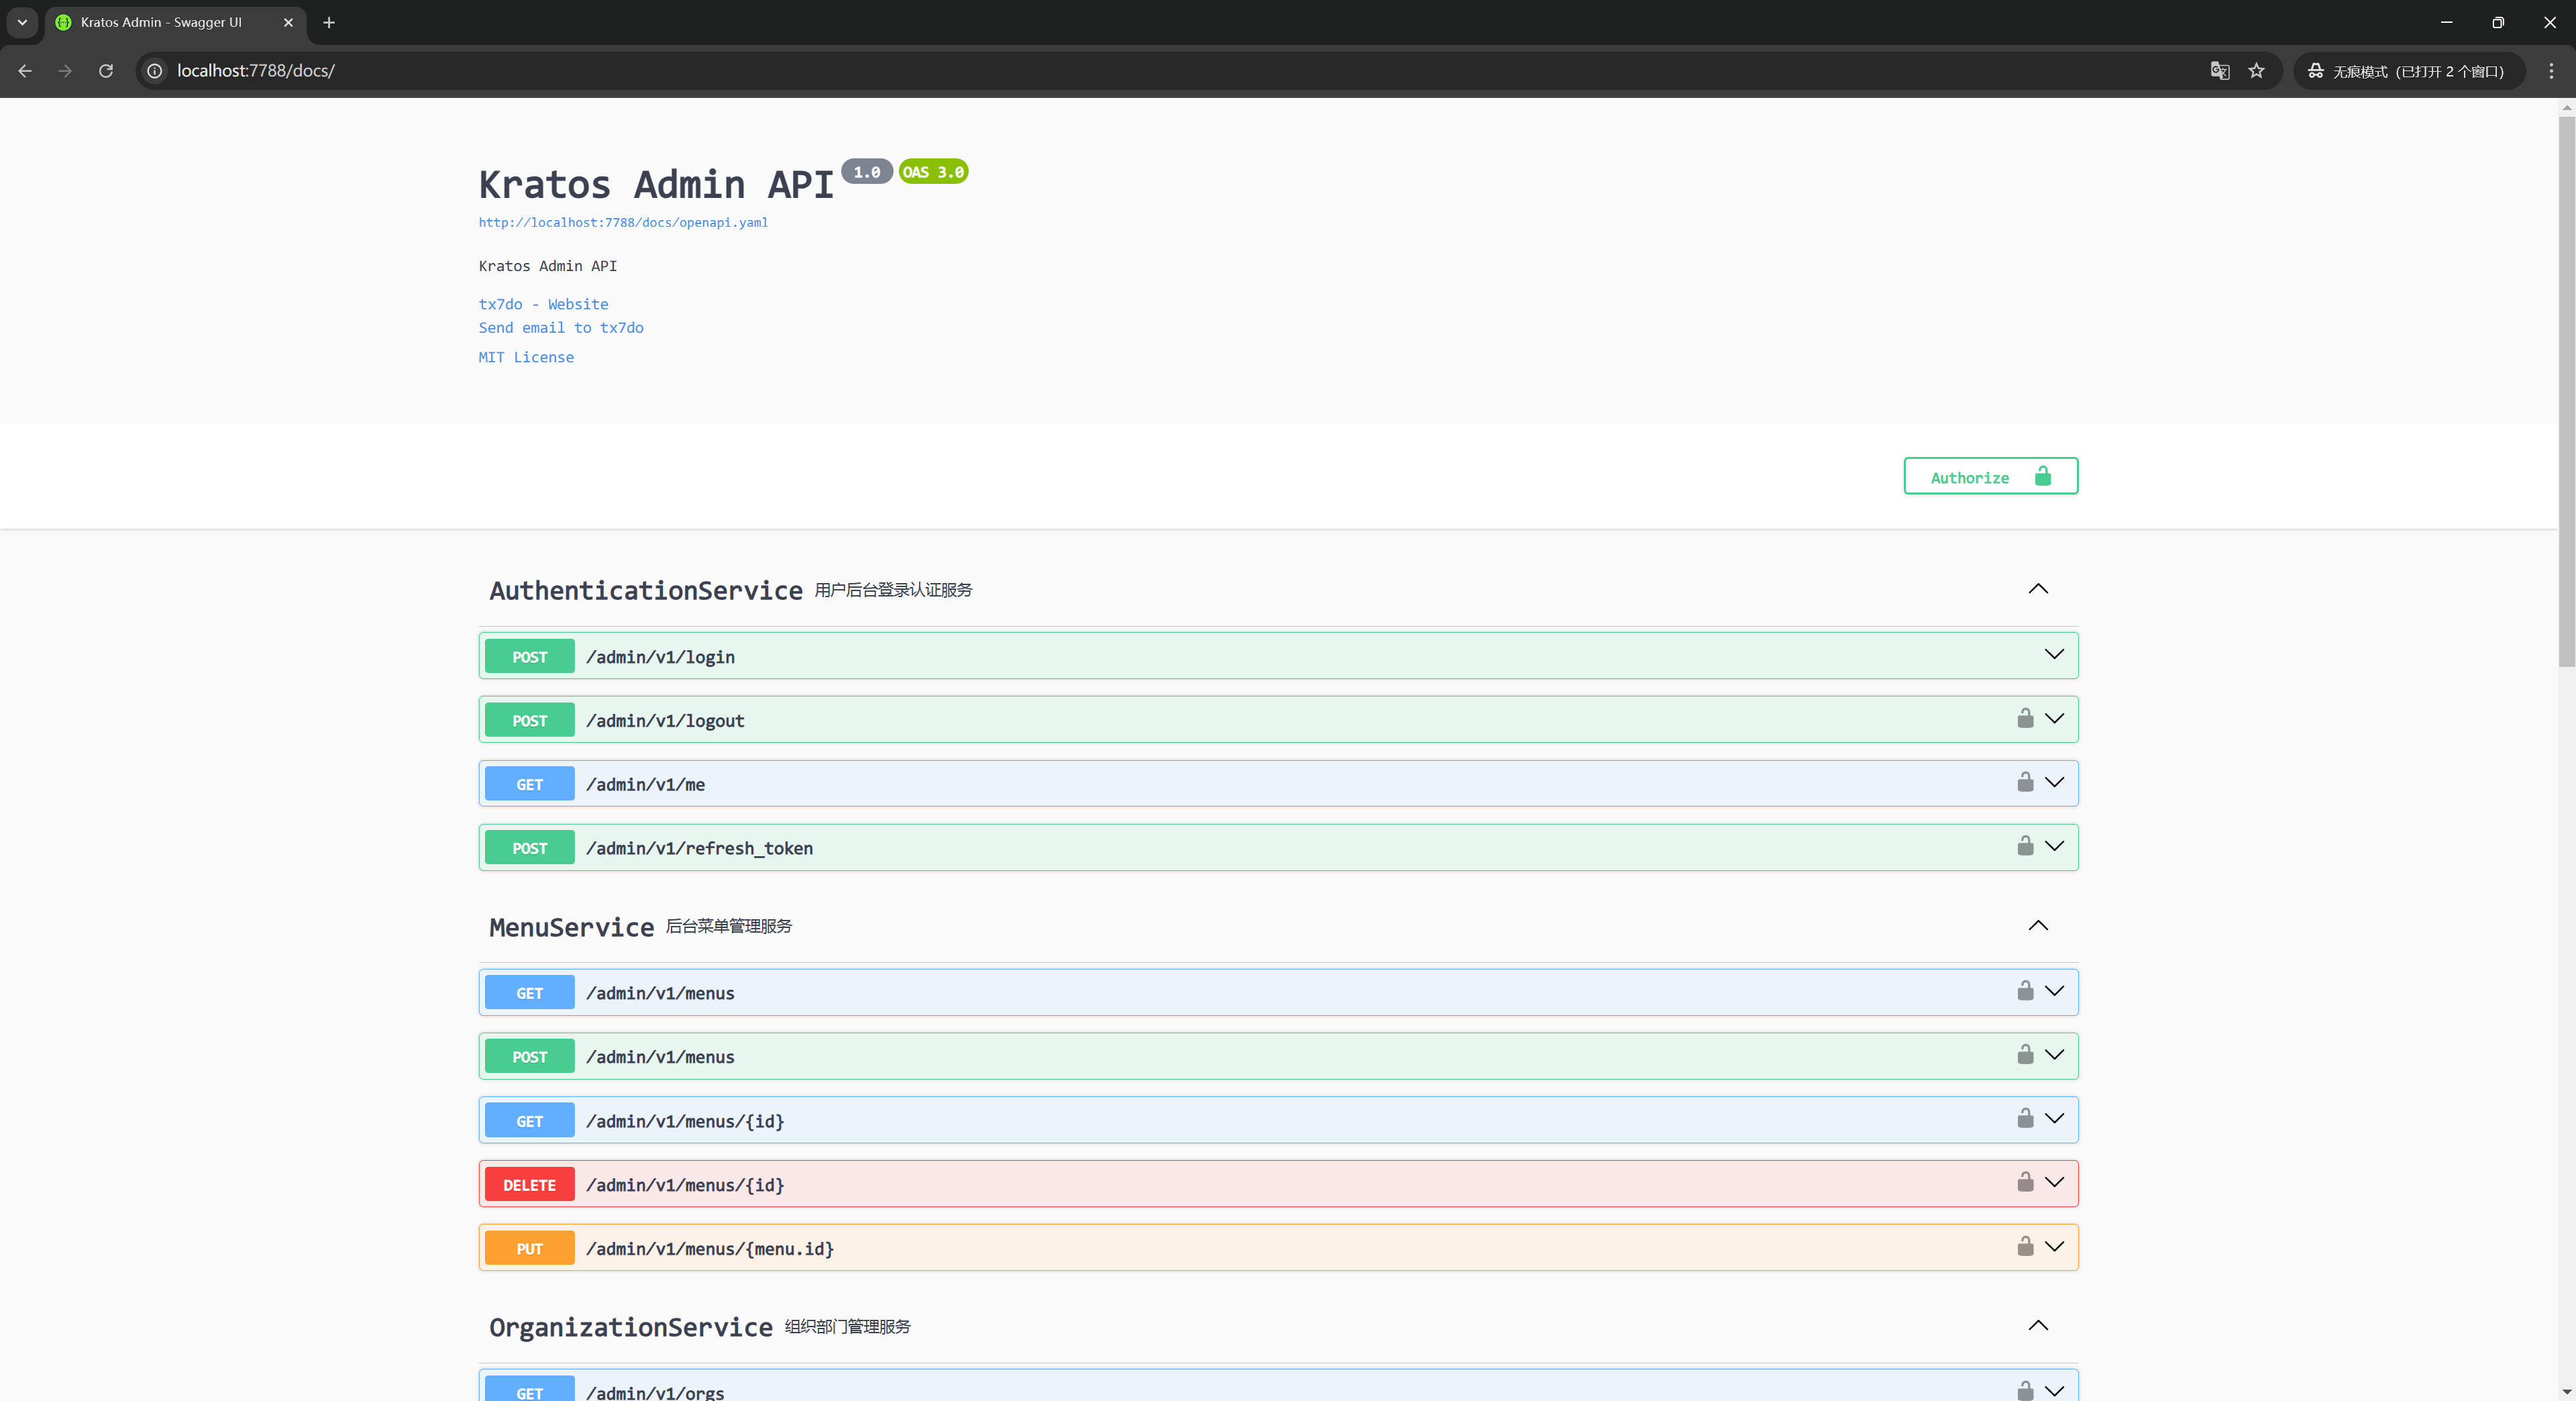 Kratos Admin - Swagger UI
localhost:7788/docs/
无痕模式（已打开 2 个窗口）
Kratos Admin API 1.0 OAS 3.0
http://localhost:7788/docs/openapi.yaml
Kratos Admin API
tx7do - Website
Send email to tx7do
MIT License
Authorize
AuthenticationService 用户后台登录认证服务
POST /admin/v1/login
POST /admin/v1/logout
GET /admin/v1/me
POST /admin/v1/refresh_token
MenuService 后台菜单管理服务
GET /admin/v1/menus
POST /admin/v1/menus
GET /admin/v1/menus/{id}
DELETE /admin/v1/menus/{id}
PUT /admin/v1/menus/{menu.id}
OrganizationService 组织部门管理服务
GET /admin/v1/orgs